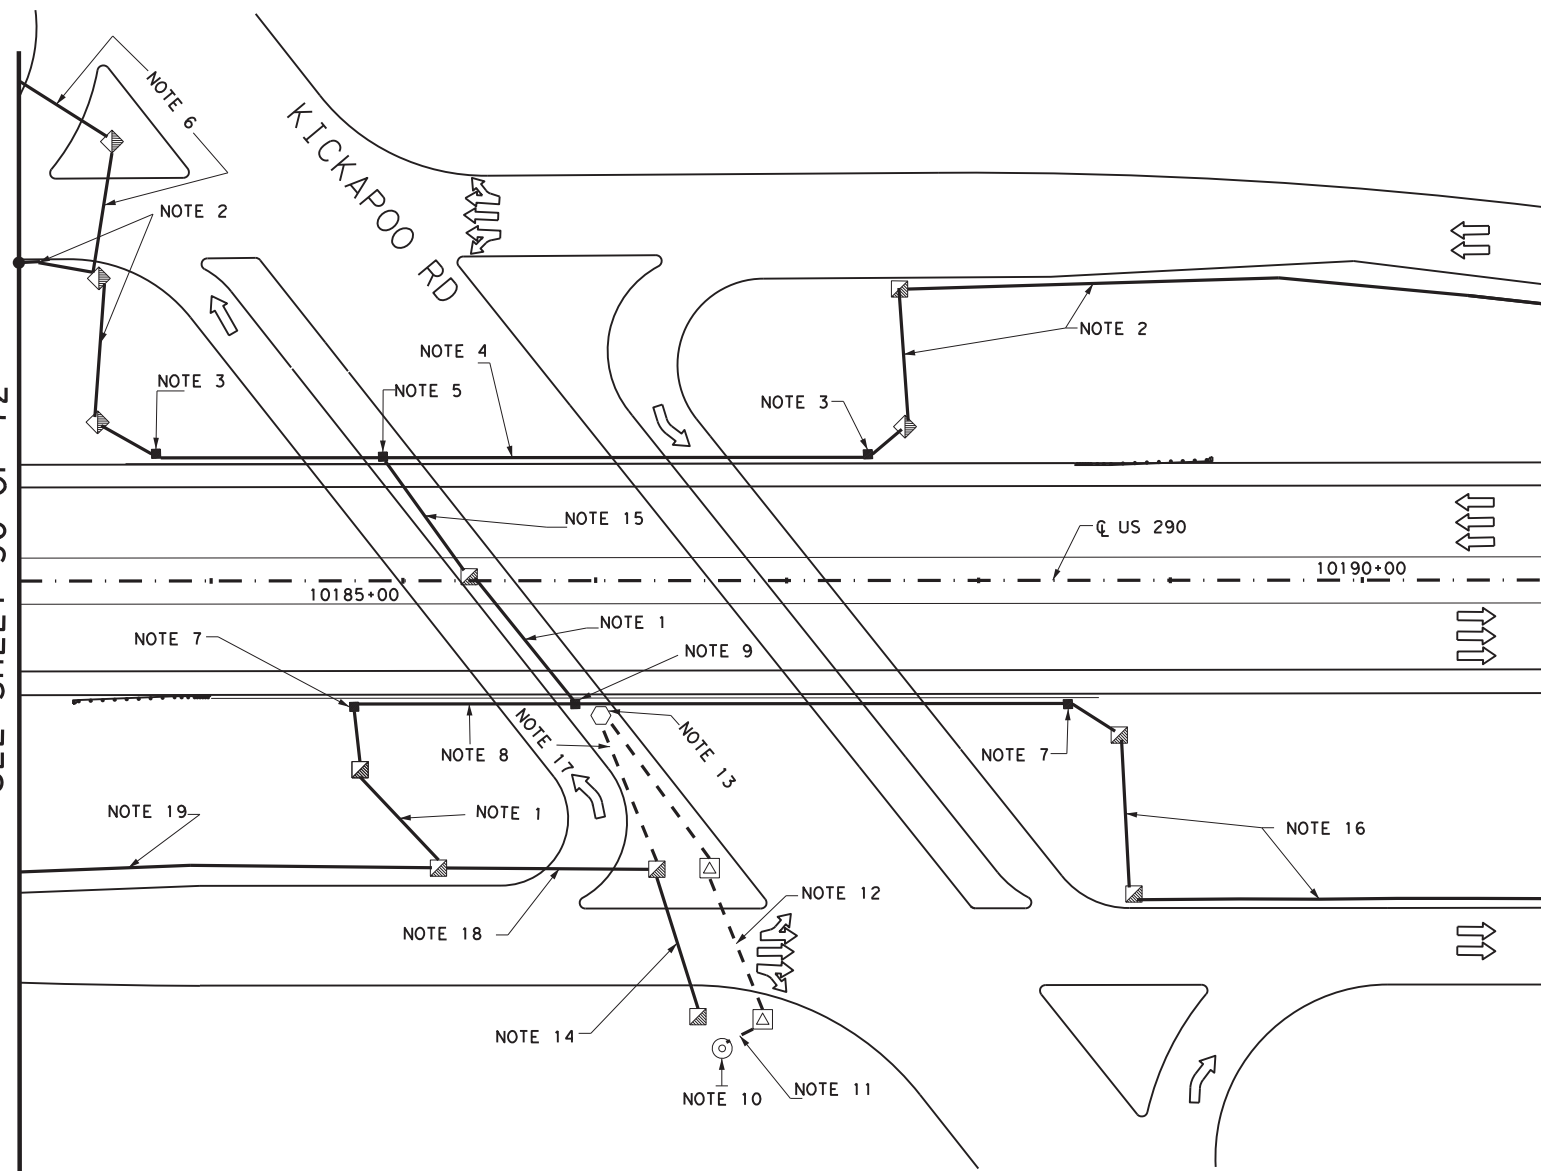 NOTE 6
KICKAPOO RD
NOTE 2
NOTE 2
NOTE 4
NOTE 3
NOTE 5
NOTE 3
NOTE 15
℄ US 290
10190+00
10185+00
NOTE 1
NOTE 7
NOTE 9
NOTE 17
NOTE 13
NOTE 8
NOTE 7
NOTE 19
NOTE 1
NOTE 16
NOTE 12
NOTE 18
NOTE 14
NOTE 11
NOTE 10